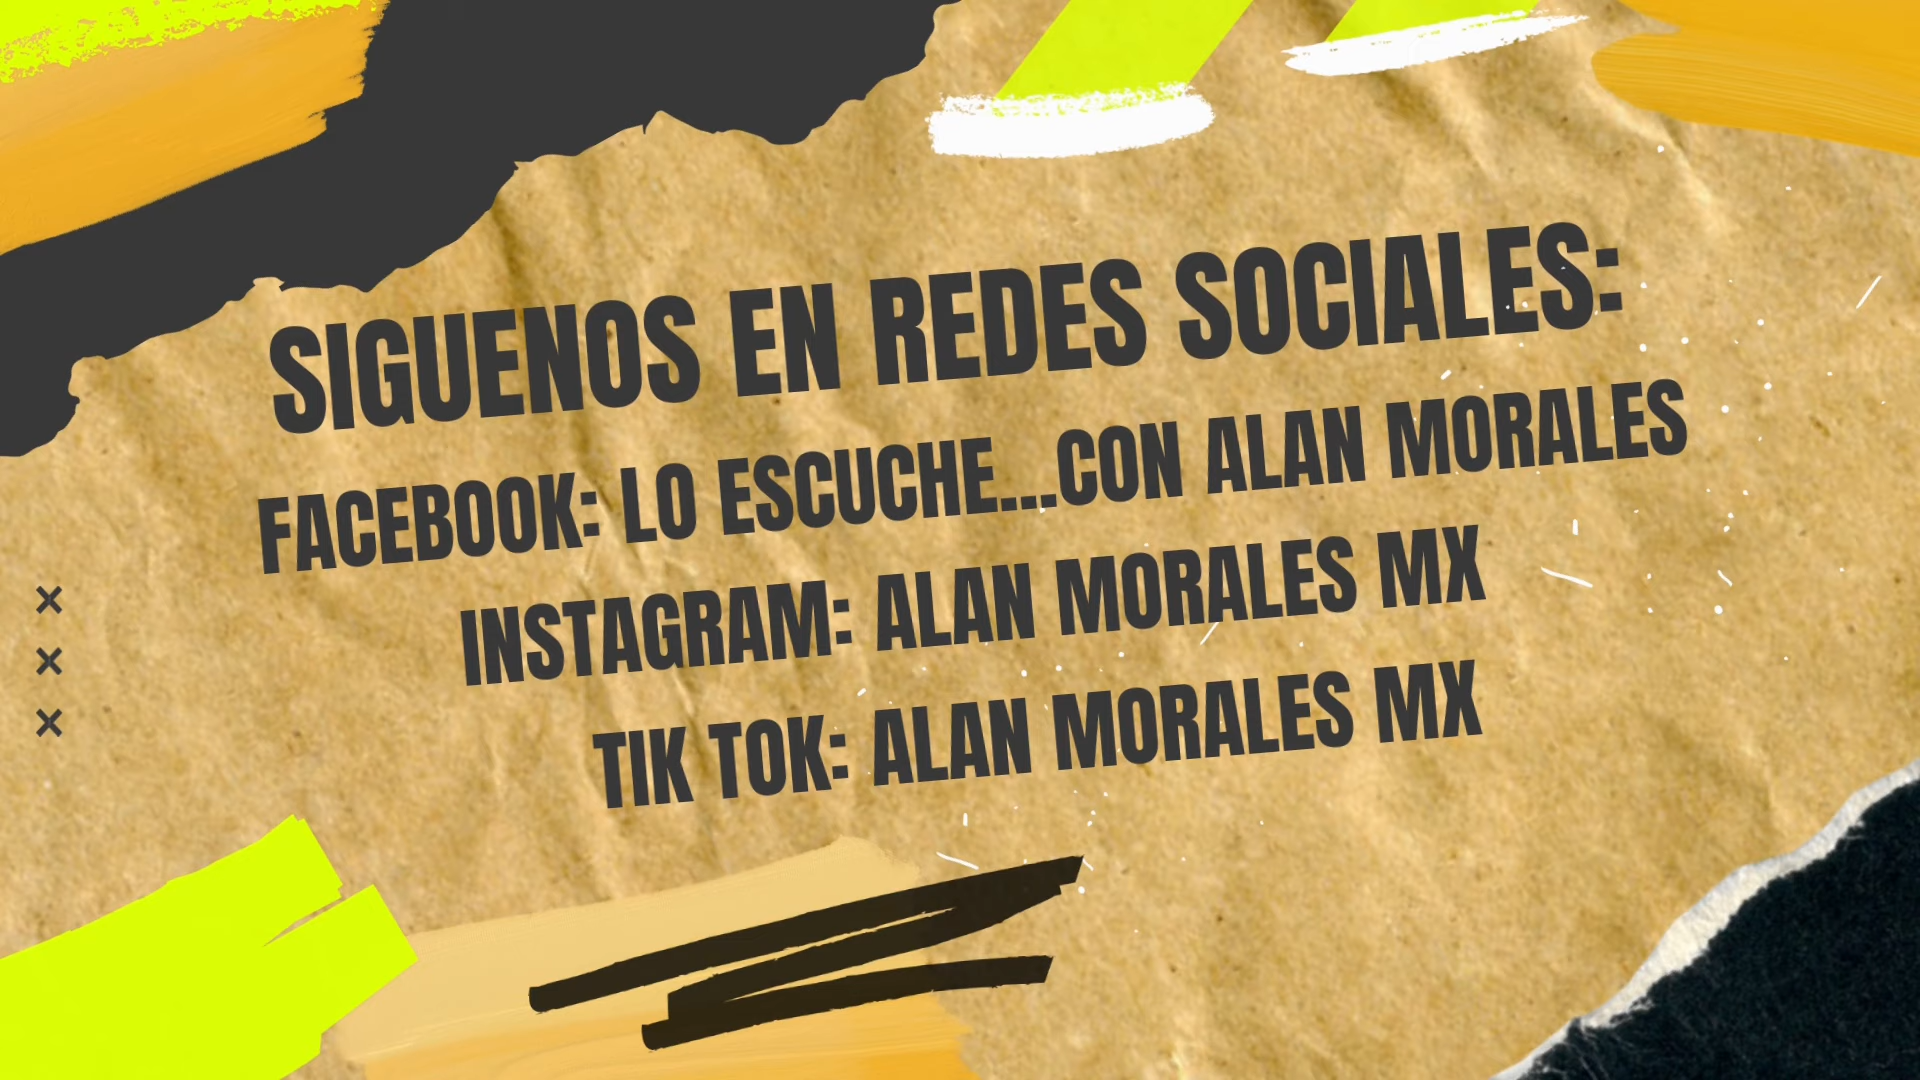 SIGUENOS EN REDES SOCIALES:
FACEBOOK: LO ESCUCHE...CON ALAN MORALES
INSTAGRAM: ALAN MORALES MX
TIK TOK: ALAN MORALES MX